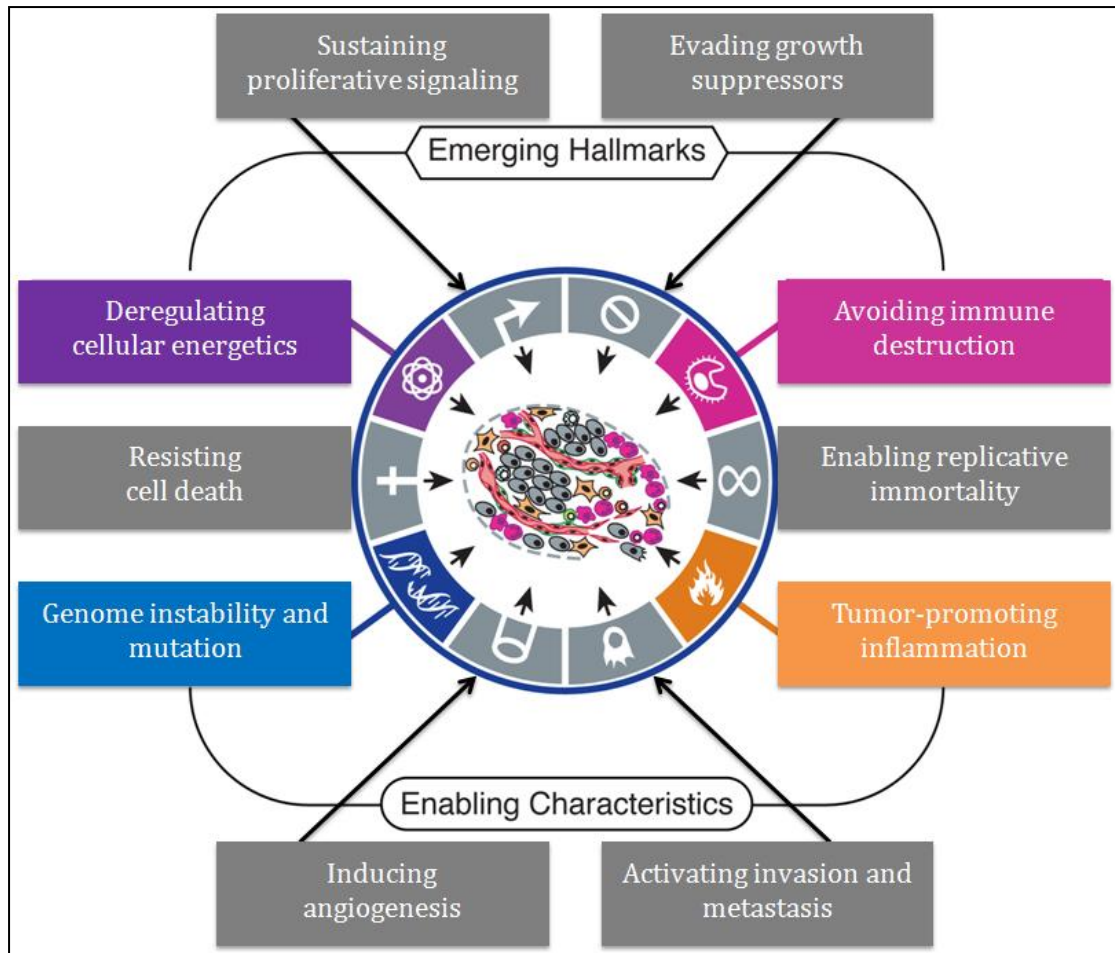 Sustaining
proliferative signaling
Evading growth
suppressors
Emerging Hallmarks
Deregulating
cellular energetics
Avoiding immune
destruction
Resisting
cell death
Enabling replicative
immortality
Genome instability and
mutation
Tumor-promoting
inflammation
Enabling Characteristics
Inducing
angiogenesis
Activating invasion and
metastasis